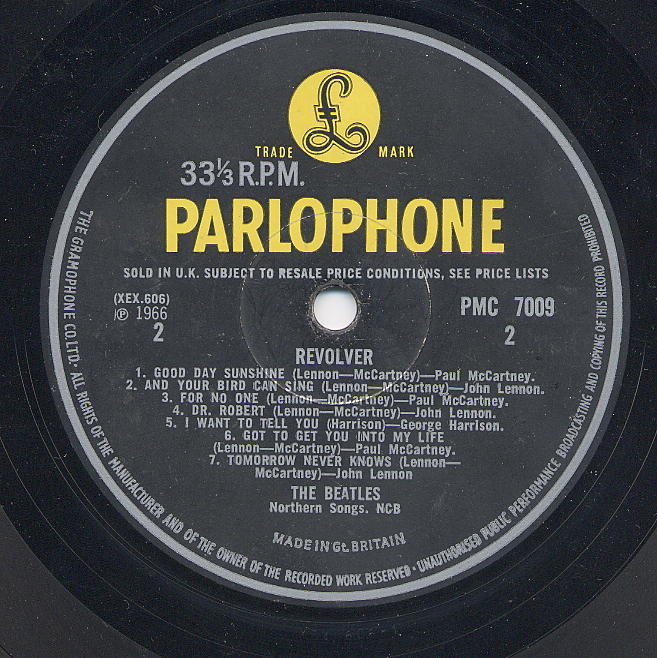 £
TRADE MARK
33⅓ R.P.M.
PARLOPHONE
SOLD IN U.K. SUBJECT TO RESALE PRICE CONDITIONS, SEE PRICE LISTS
(XEX.606)
℗ 1966
2
PMC 7009
2
REVOLVER
1. GOOD DAY SUNSHINE (Lennon—McCartney)—Paul McCartney.
2. AND YOUR BIRD CAN SING (Lennon—McCartney)—John Lennon.
3. FOR NO ONE (Lennon—McCartney)—Paul McCartney.
4. DR. ROBERT (Lennon—McCartney)—John Lennon.
5. I WANT TO TELL YOU (Harrison)—George Harrison.
6. GOT TO GET YOU INTO MY LIFE
(Lennon—McCartney)—Paul McCartney.
7. TOMORROW NEVER KNOWS (Lennon—
McCartney)—John Lennon
THE BEATLES
Northern Songs. NCB
MADE IN Gt. BRITAIN
THE GRAMOPHONE CO. LTD. ALL RIGHTS OF THE MANUFACTURER AND OF THE OWNER OF THE RECORDED WORK RESERVED · UNAUTHORISED PUBLIC PERFORMANCE BROADCASTING AND COPYING OF THIS RECORD PROHIBITED